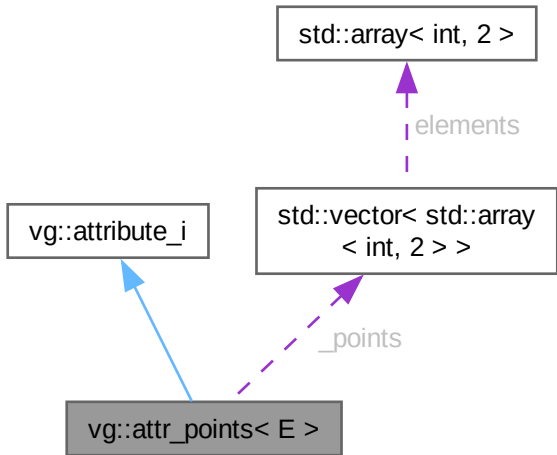 std::array< int, 2 >
elements
vg::attribute_i
std::vector< std::array
< int, 2 > >
_points
vg::attr_points< E >